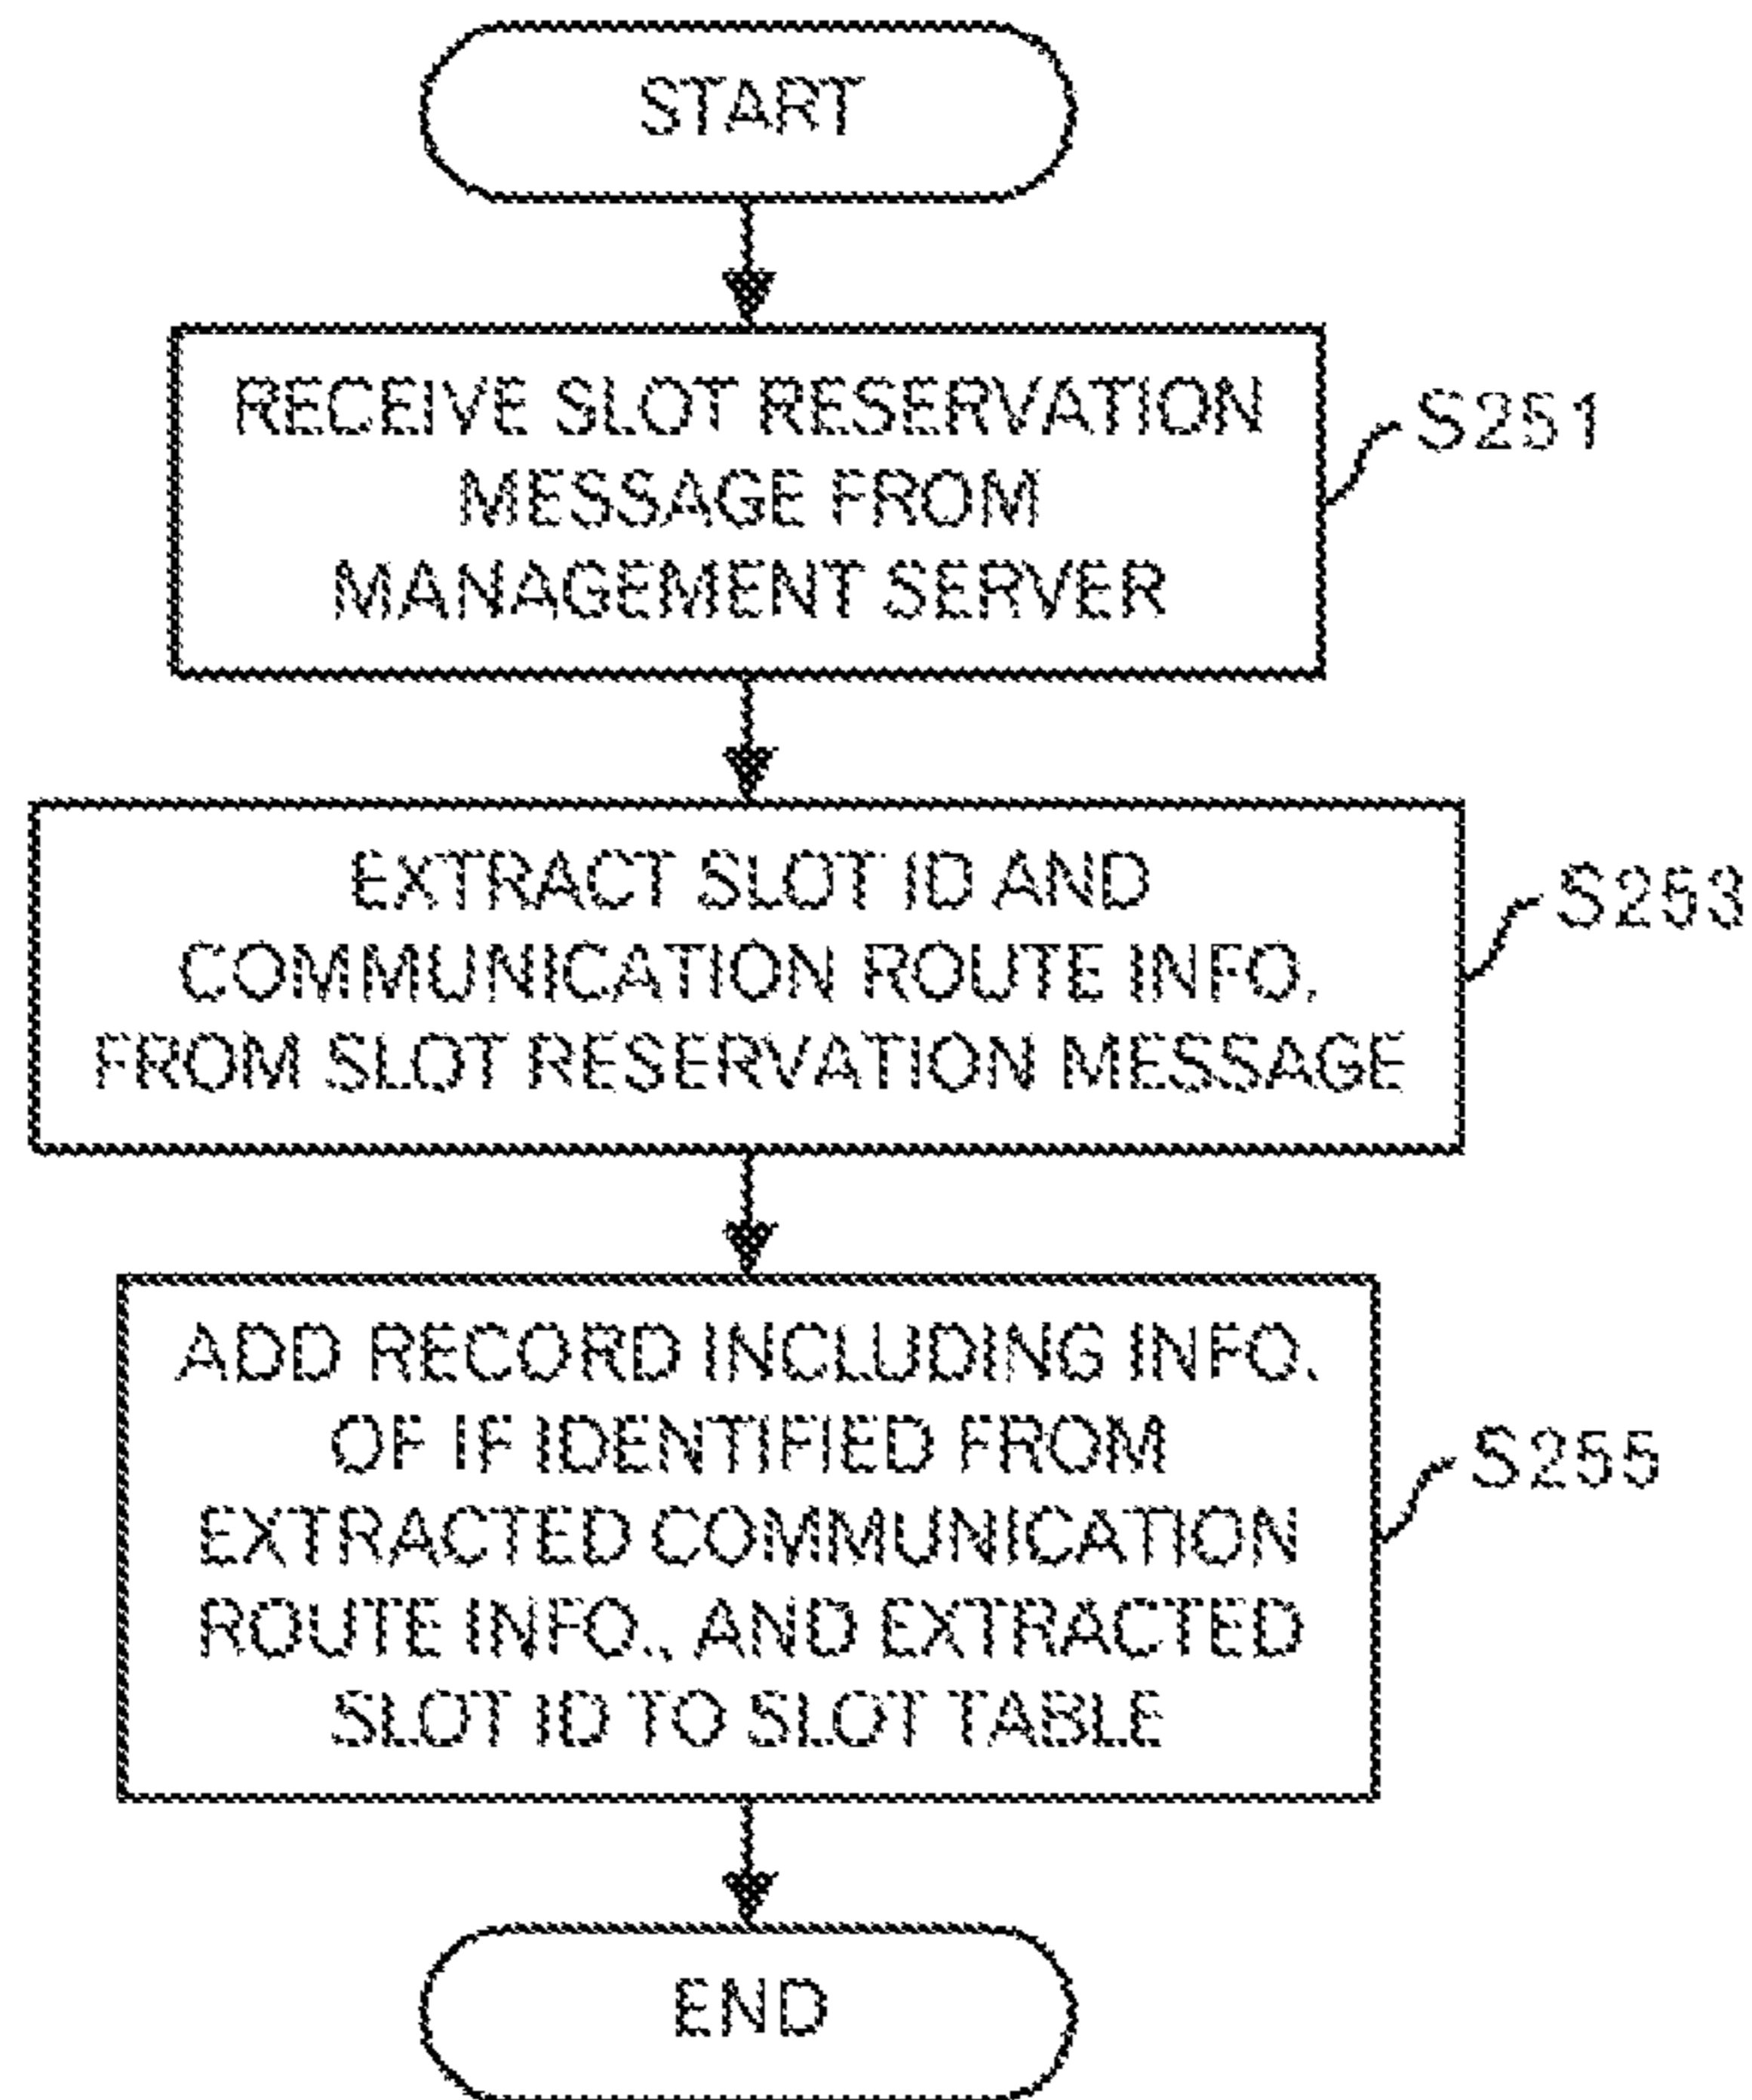 START
RECEIVE SLOT RESERVATION
MESSAGE FROM
MANAGEMENT SERVER
S251
EXTRACT SLOT ID AND
COMMUNICATION ROUTE INFO.
FROM SLOT RESERVATION MESSAGE
S253
ADD RECORD INCLUDING INFO.
OF IF IDENTIFIED FROM
EXTRACTED COMMUNICATION
ROUTE INFO., AND EXTRACTED
SLOT ID TO SLOT TABLE
S255
END